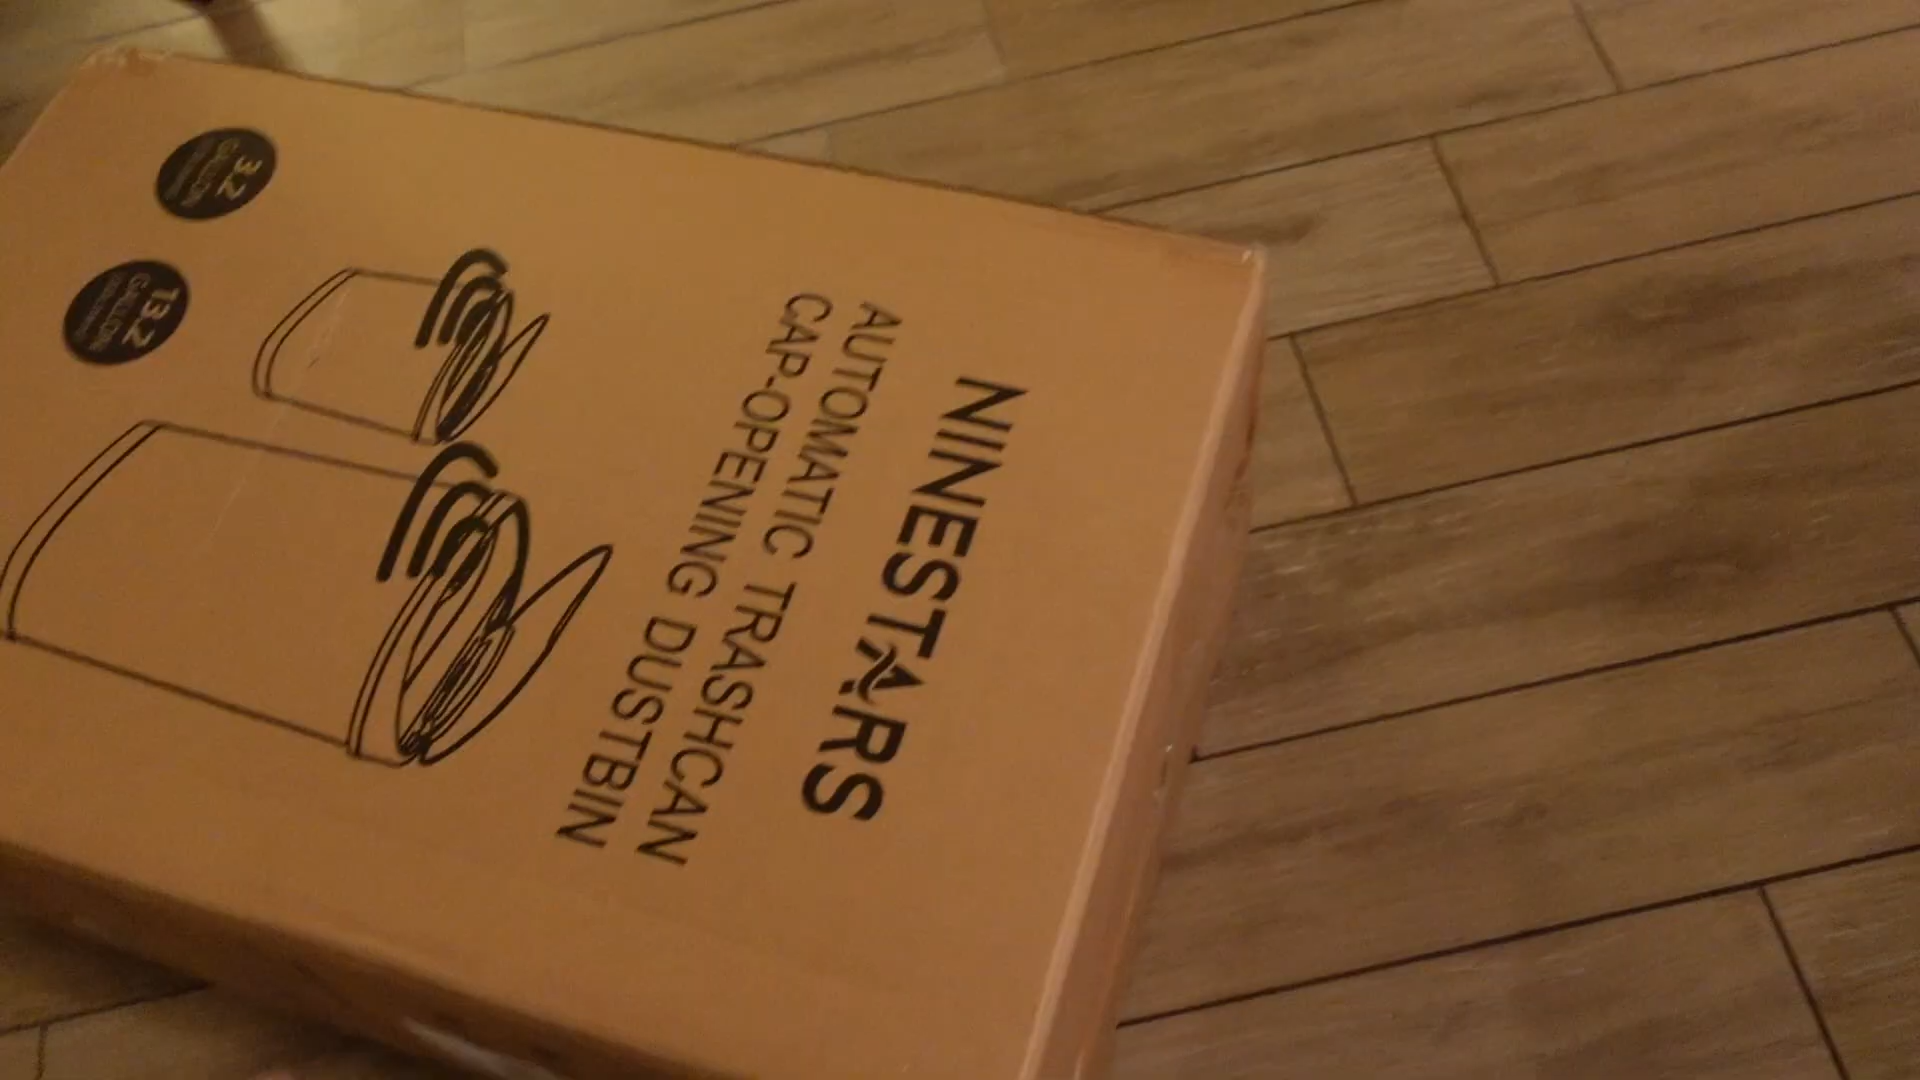 NINESTARS
AUTOMATIC TRASHCAN
CAP-OPENING DUSTBIN
3.2
GALLON
13.2
GALLON